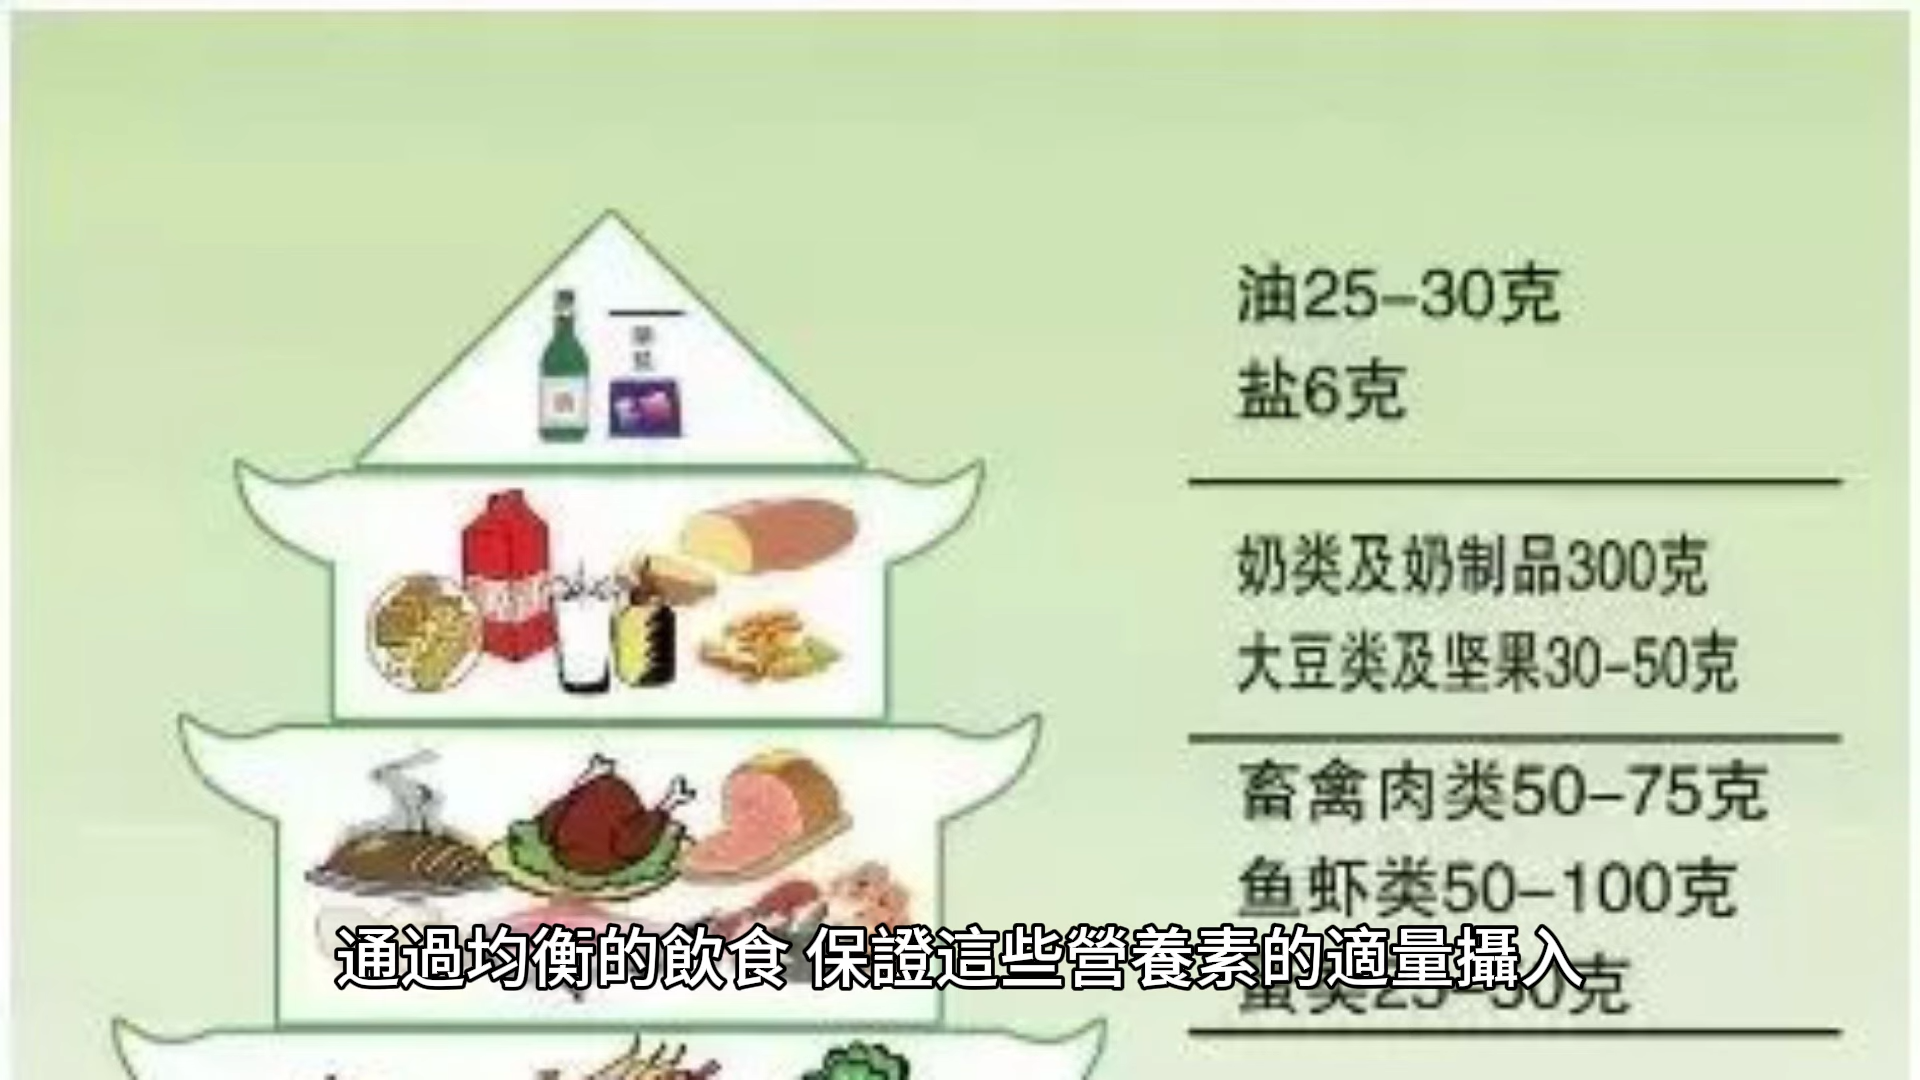 油25-30克
盐6克
奶类及奶制品300克
大豆类及坚果30-50克
畜禽肉类50-75克
鱼虾类50-100克
通過均衡的飲食 保證這些營養素的適量攝入